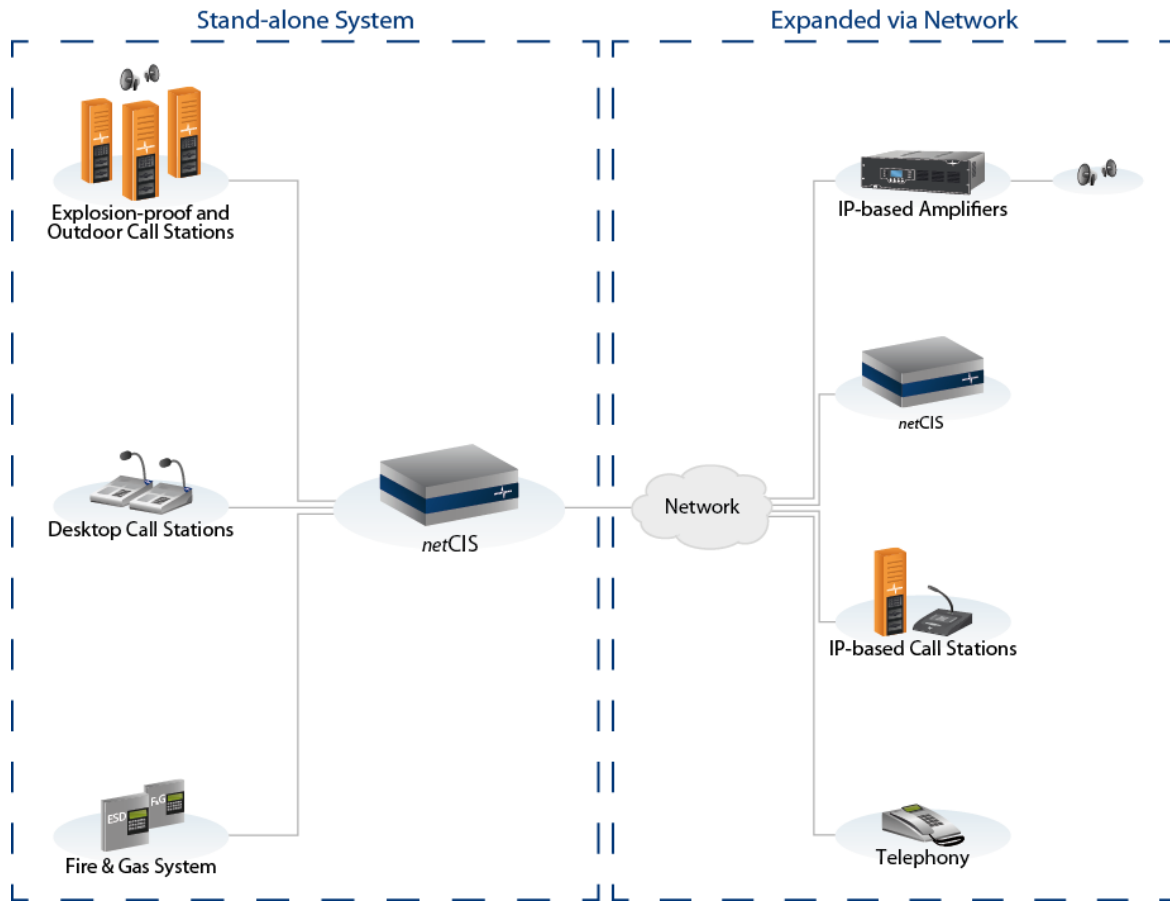 Stand-alone System
Expanded via Network
Explosion-proof and
Outdoor Call Stations
IP-based Amplifiers
netCIS
Desktop Call Stations
netCIS
Network
IP-based Call Stations
ESD
F&G
Fire & Gas System
Telephony